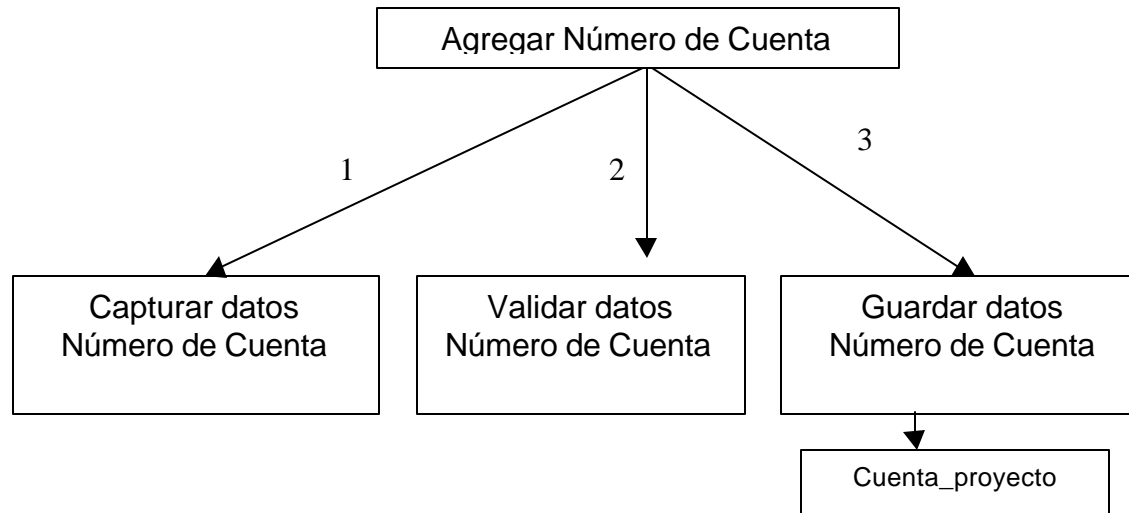 Agregar Número de Cuenta
1
2
3
Capturar datos
Número de Cuenta
Validar datos
Número de Cuenta
Guardar datos
Número de Cuenta
Cuenta_proyecto